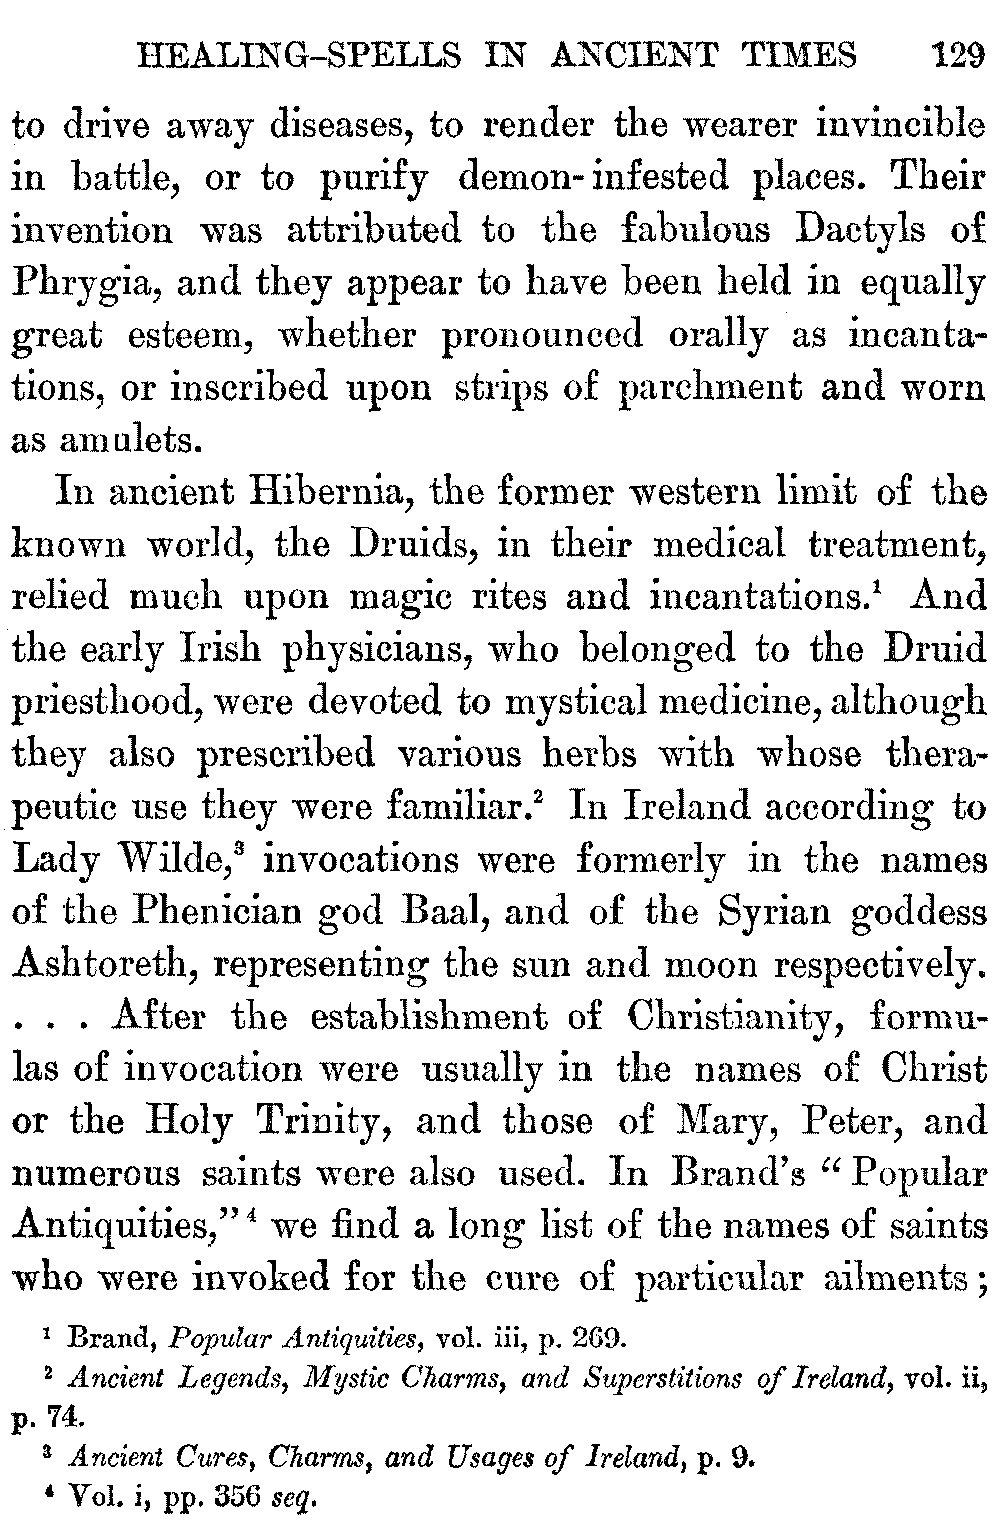 HEALING-SPELLS IN ANCIENT TIMES 129
to drive away diseases, to render the wearer invincible
in battle, or to purify demon-infested places. Their
invention was attributed to the fabulous Dactyls of
Phrygia, and they appear to have been held in equally
great esteem, whether pronounced orally as incanta-
tions, or inscribed upon strips of parchment and worn
as amulets.
In ancient Hibernia, the former western limit of the
known world, the Druids, in their medical treatment,
relied much upon magic rites and incantations.¹ And
the early Irish physicians, who belonged to the Druid
priesthood, were devoted to mystical medicine, although
they also prescribed various herbs with whose thera-
peutic use they were familiar.² In Ireland according to
Lady Wilde,³ invocations were formerly in the names
of the Phenician god Baal, and of the Syrian goddess
Ashtoreth, representing the sun and moon respectively.
. . . After the establishment of Christianity, formu-
las of invocation were usually in the names of Christ
or the Holy Trinity, and those of Mary, Peter, and
numerous saints were also used. In Brand's “Popular
Antiquities,”⁴ we find a long list of the names of saints
who were invoked for the cure of particular ailments;
¹ Brand, Popular Antiquities, vol. iii, p. 269.
² Ancient Legends, Mystic Charms, and Superstitions of Ireland, vol. ii,
p. 74.
³ Ancient Cures, Charms, and Usages of Ireland, p. 9.
⁴ Vol. i, pp. 356 seq.